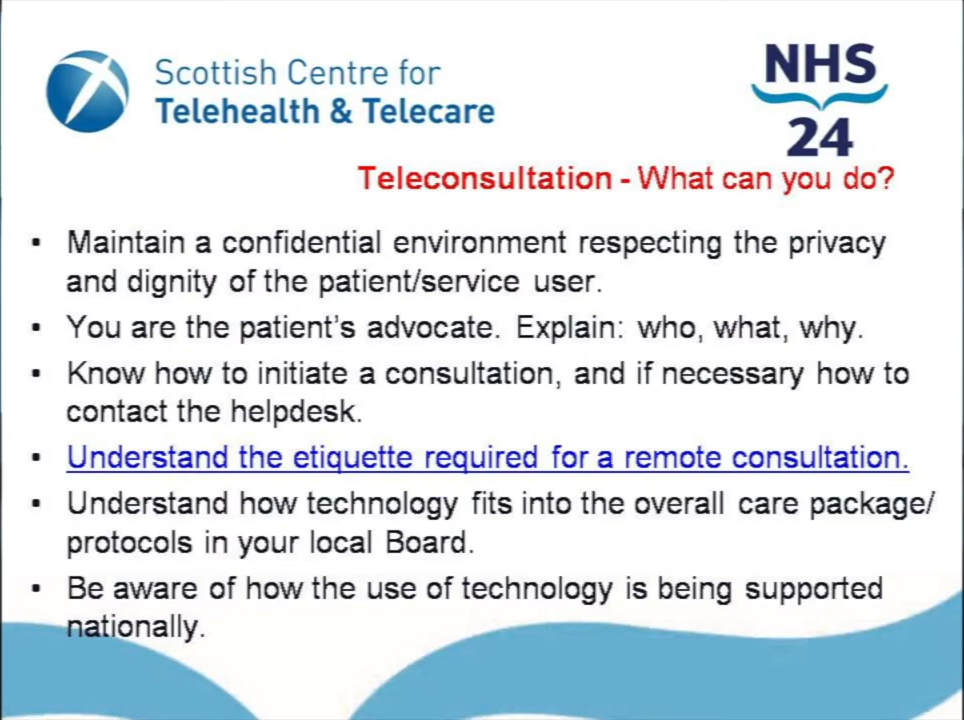 Scottish Centre for
Telehealth & Telecare
NHS
24
Teleconsultation - What can you do?
▪ Maintain a confidential environment respecting the privacy
and dignity of the patient/service user.
▪ You are the patient's advocate. Explain: who, what, why.
▪ Know how to initiate a consultation, and if necessary how to
contact the helpdesk.
▪ Understand the etiquette required for a remote consultation.
▪ Understand how technology fits into the overall care package/
protocols in your local Board.
▪ Be aware of how the use of technology is being supported
nationally.